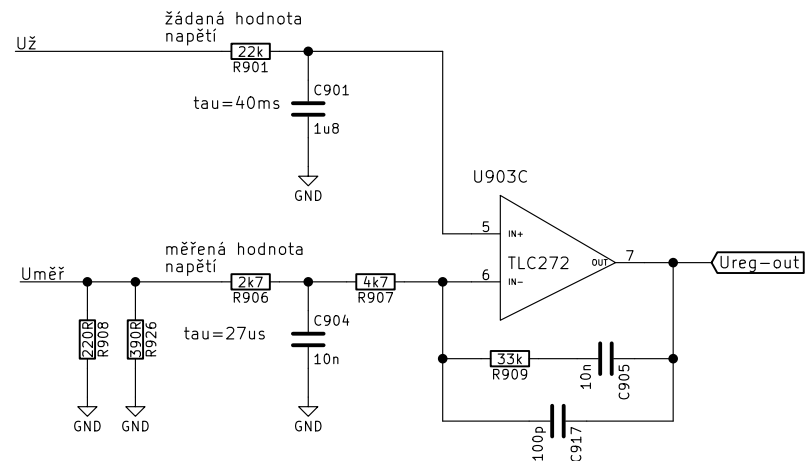 žádaná hodnota
napětí
Už
22k
R901
C901
tau=40ms
1u8
GND
U903C
5
IN+
TLC272
OUT
7
Ureg-out
6
IN-
měřená hodnota
napětí
Uměř
2k7
R906
4k7
R907
220R
R908
390R
R926
tau=27us
C904
10n
GND
GND
GND
33k
R909
10n
C905
100p
C917